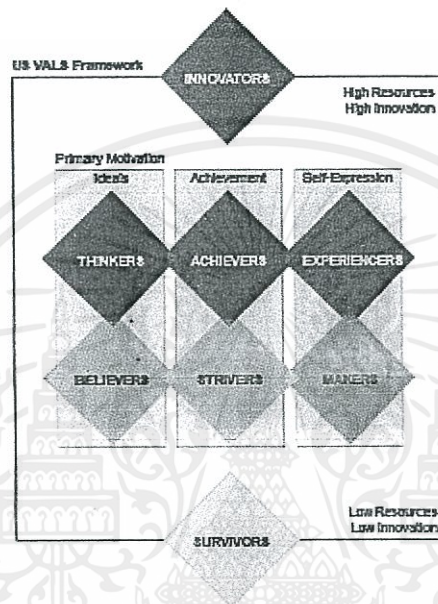 US VALS Framework
INNOVATORS
High Resources
High Innovation
Primary Motivation
Ideals
Achievement
Self-Expression
THINKERS
ACHIEVERS
EXPERIENCERS
BELIEVERS
STRIVERS
MAKERS
Low Resources
Low Innovation
SURVIVORS